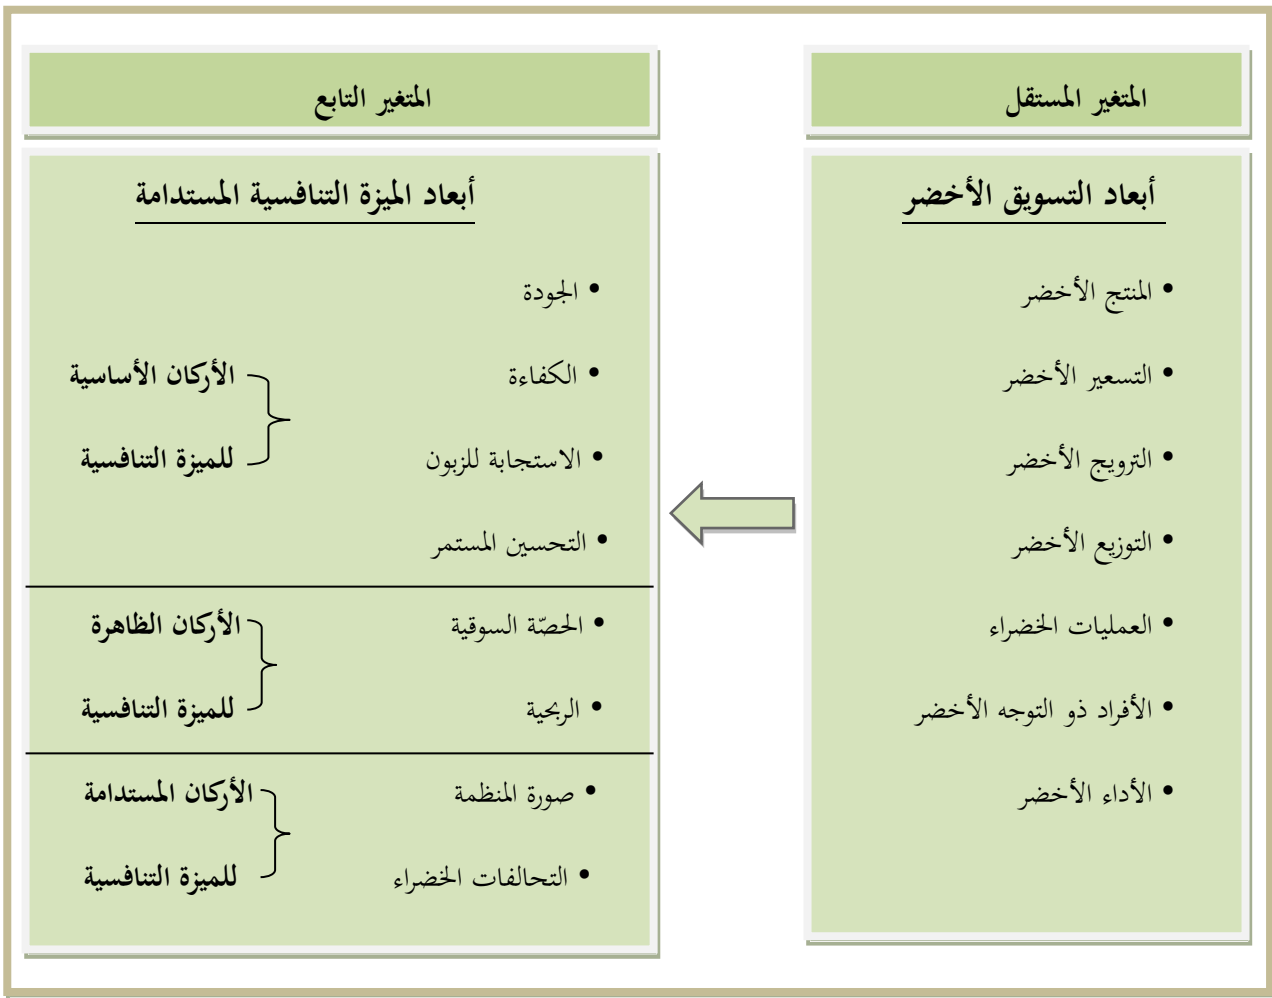 المتغير المستقل
أبعاد التسويق الأخضر
• المنتج الأخضر
• التسعير الأخضر
• الترويج الأخضر
• التوزيع الأخضر
• العمليات الخضراء
• الأفراد ذو التوجه الأخضر
• الأداء الأخضر
المتغير التابع
أبعاد الميزة التنافسية المستدامة
• الجودة
• الكفاءة
• الاستجابة للزبون
• التحسين المستمر
الأركان الأساسية
للميزة التنافسية
• الحصّة السوقية
• الربحية
الأركان الظاهرة
للميزة التنافسية
• صورة المنظمة
• التحالفات الخضراء
الأركان المستدامة
للميزة التنافسية